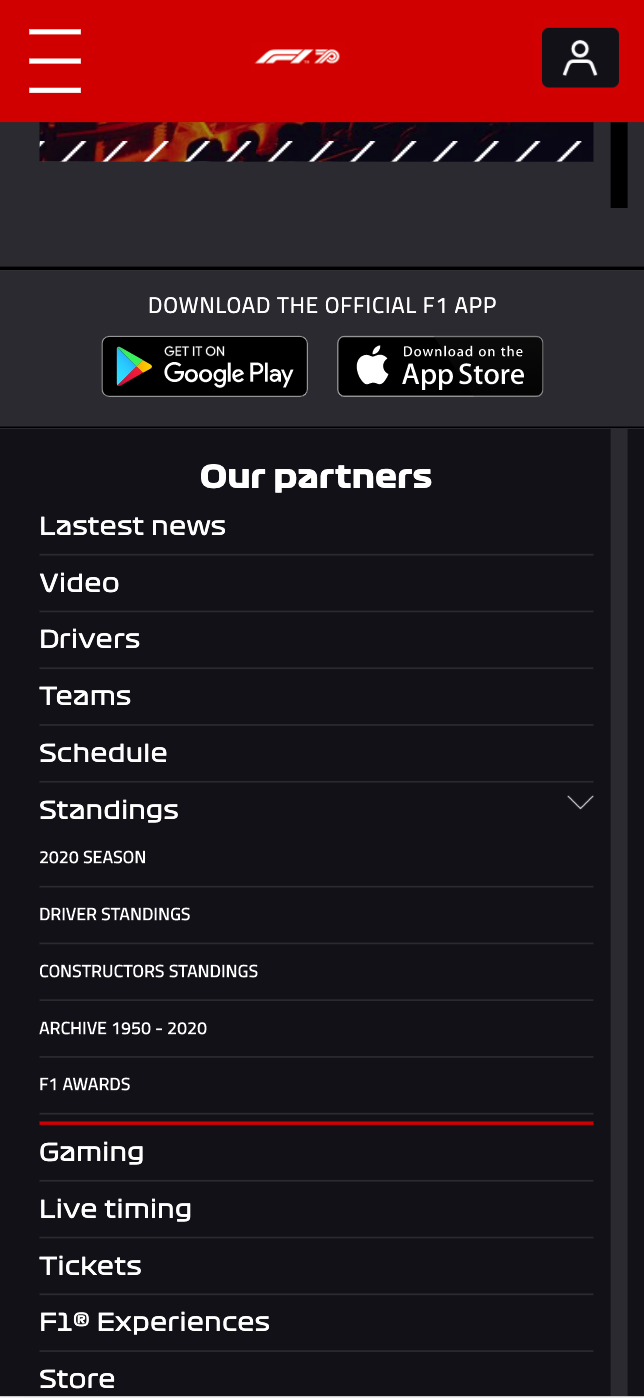 F1 70
DOWNLOAD THE OFFICIAL F1 APP
GET IT ON
Google Play
Download on the
App Store
Our partners
Lastest news
Video
Drivers
Teams
Schedule
Standings
2020 SEASON
DRIVER STANDINGS
CONSTRUCTORS STANDINGS
ARCHIVE 1950 - 2020
F1 AWARDS
Gaming
Live timing
Tickets
F1® Experiences
Store